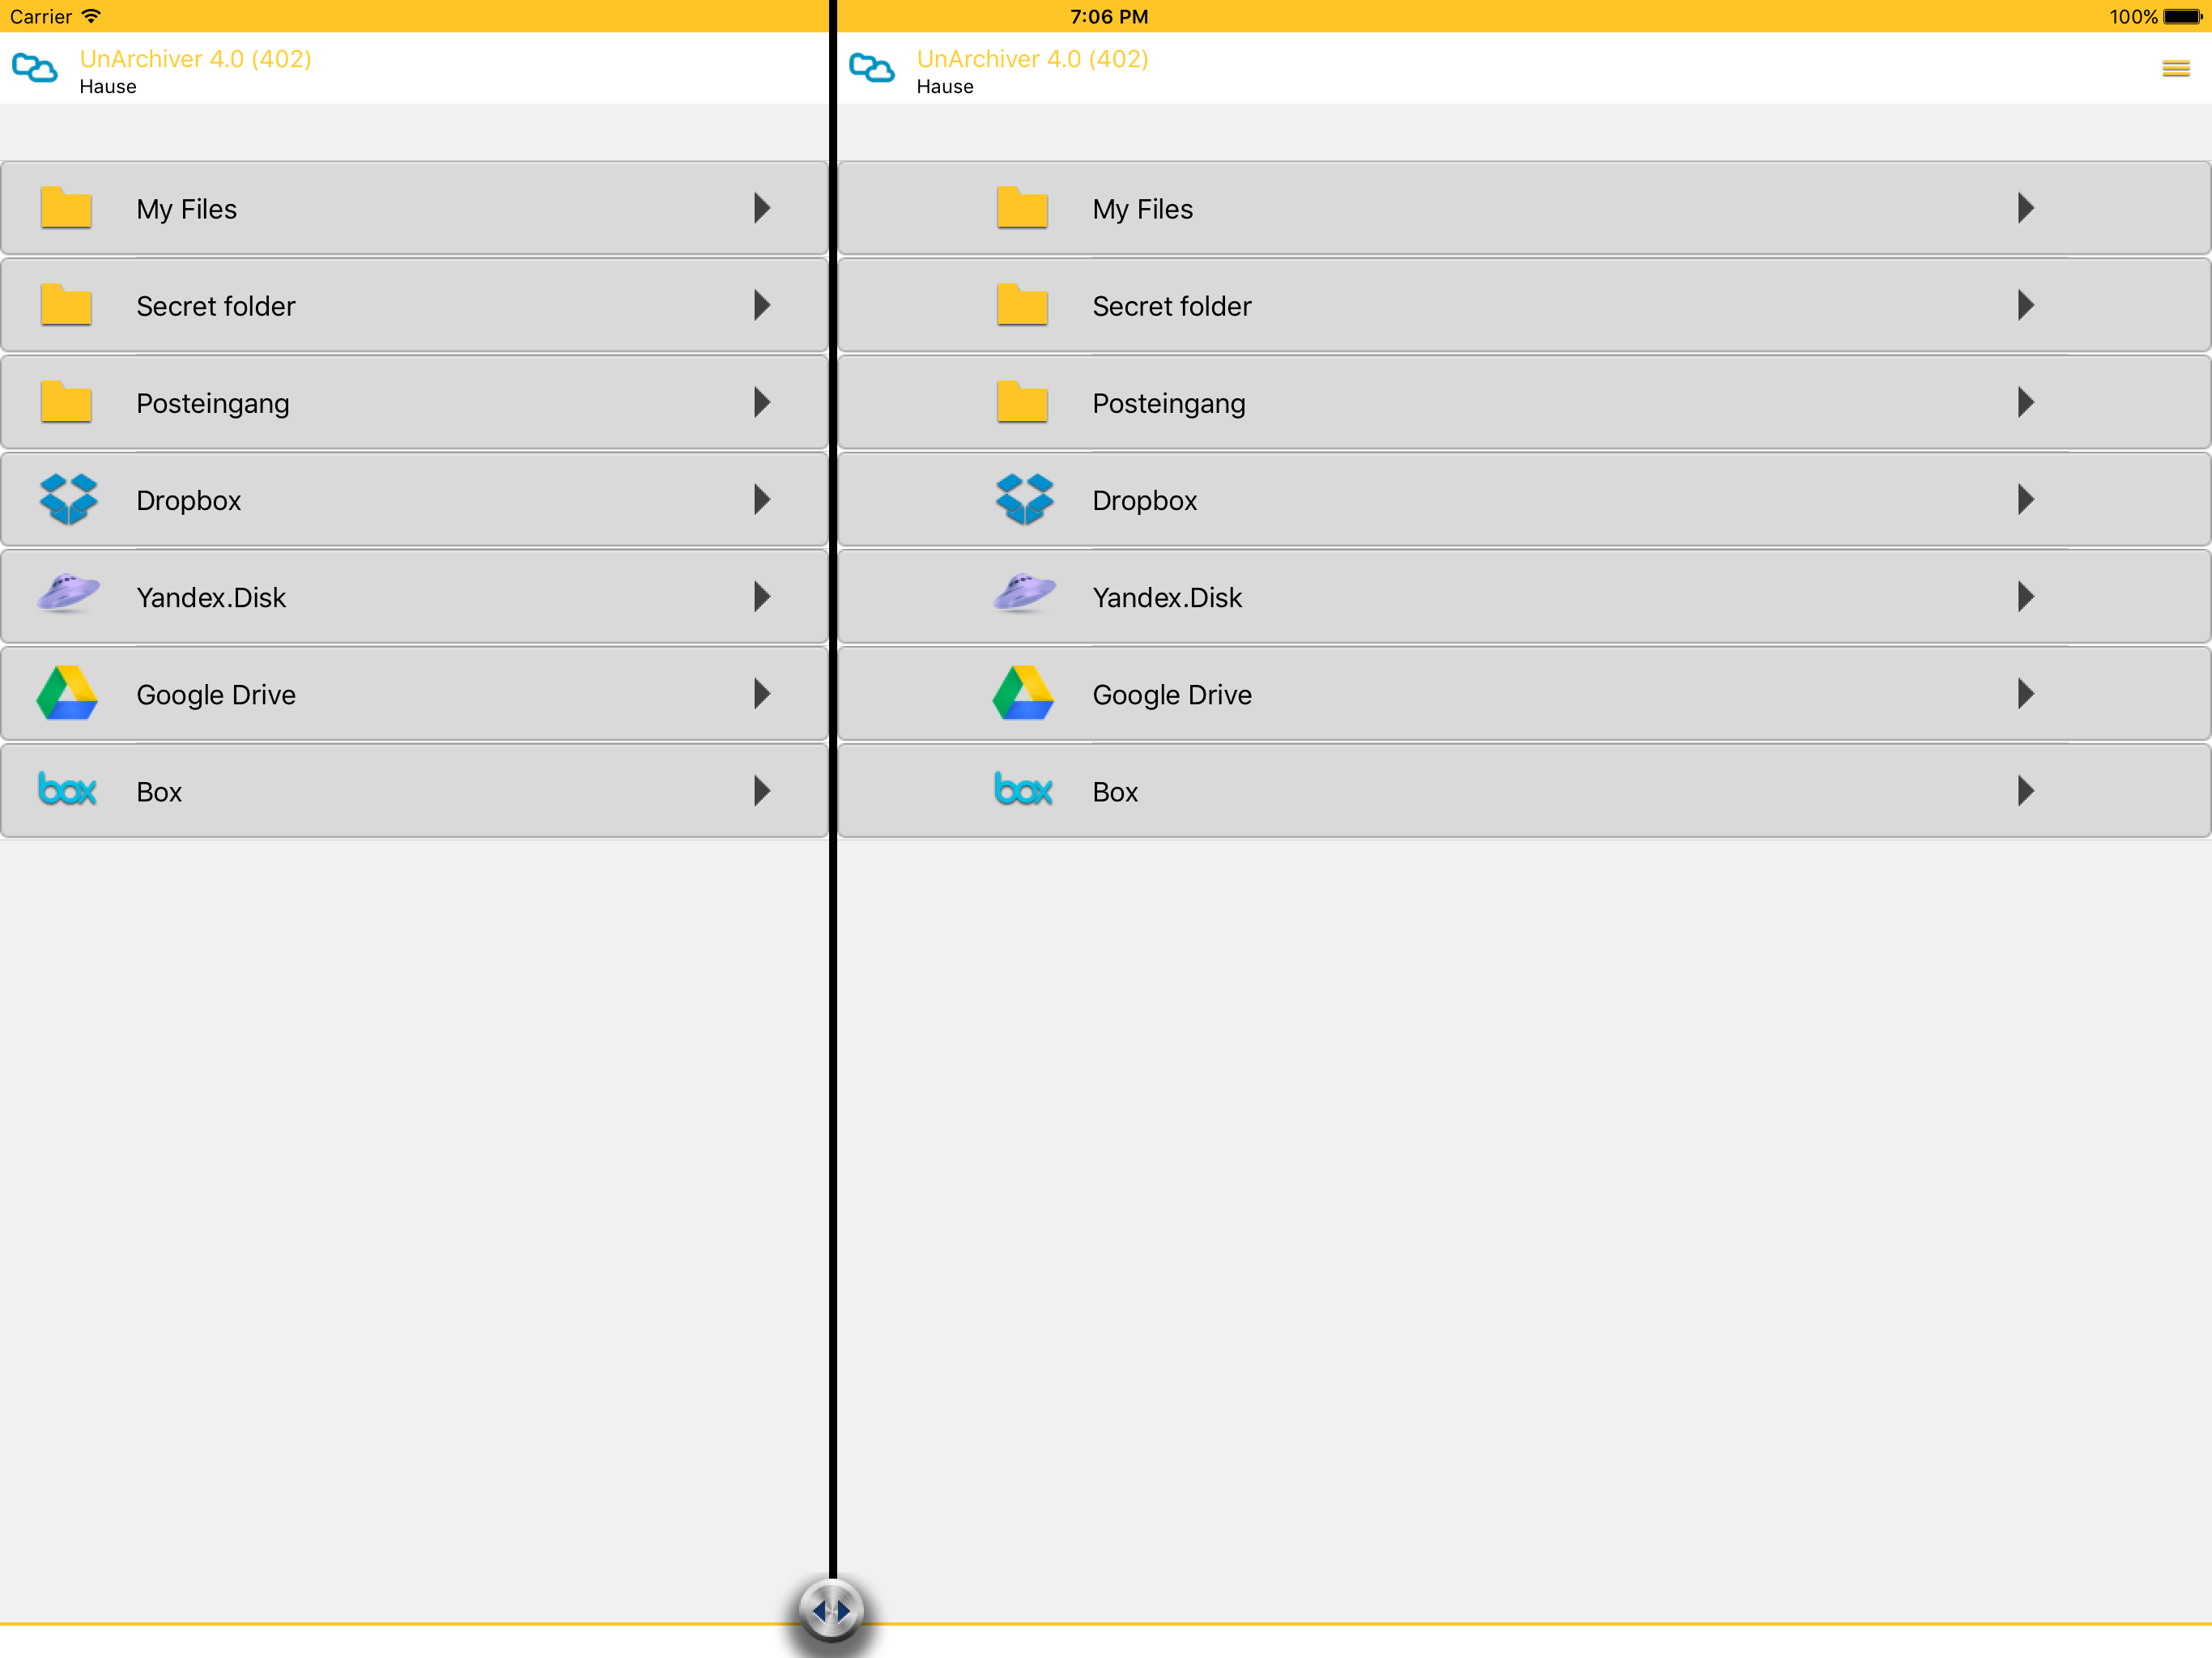 Carrier 7:06 PM 100%
UnArchiver 4.0 (402)
Hause
My Files
Secret folder
Posteingang
Dropbox
Yandex.Disk
Google Drive
box Box
UnArchiver 4.0 (402)
Hause
My Files
Secret folder
Posteingang
Dropbox
Yandex.Disk
Google Drive
box Box